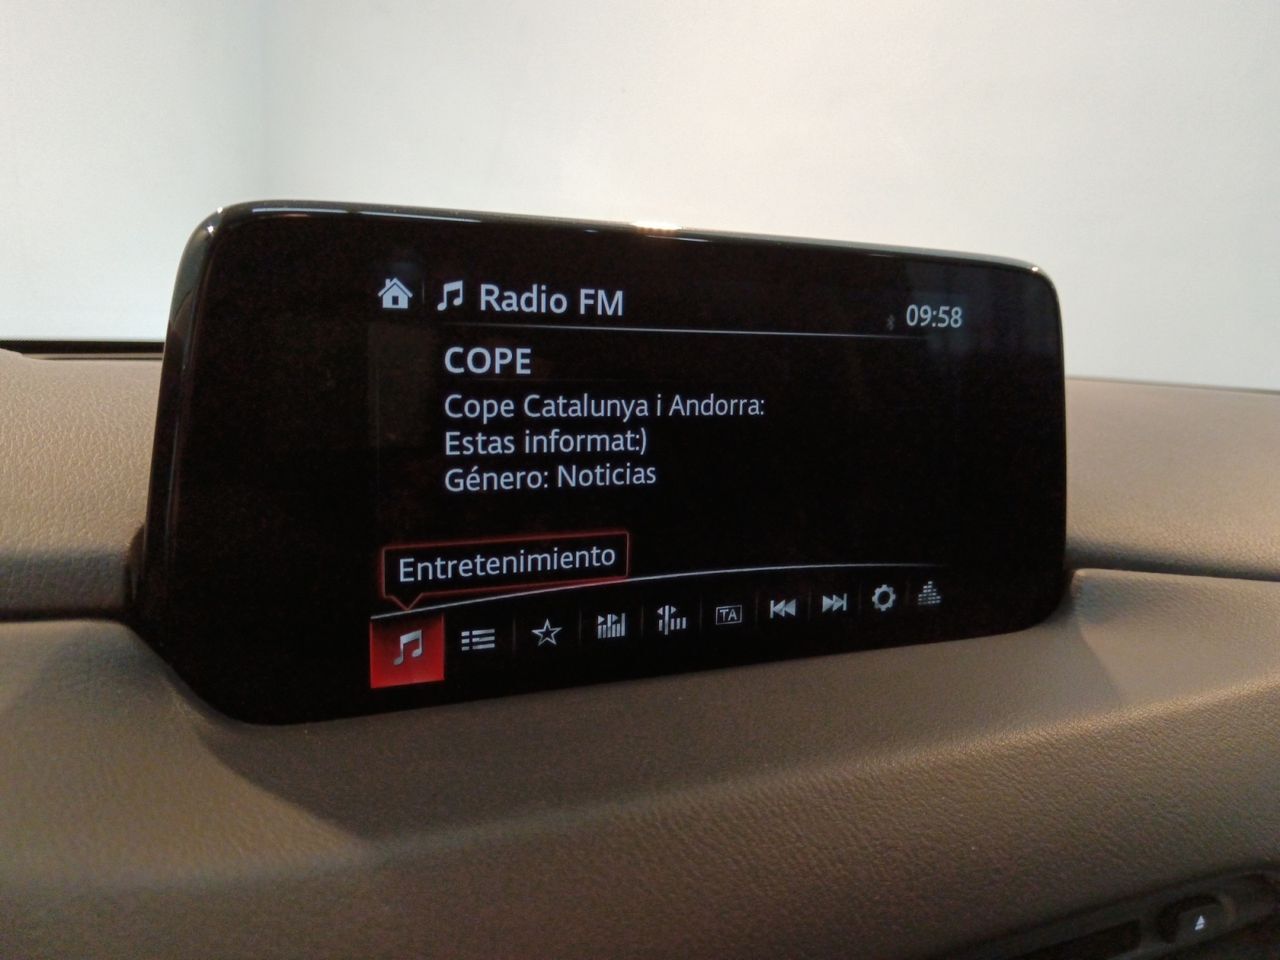 Radio FM
09:58
COPE
Cope Catalunya i Andorra:
Estas informat:)
Género: Noticias
Entretenimiento
TA